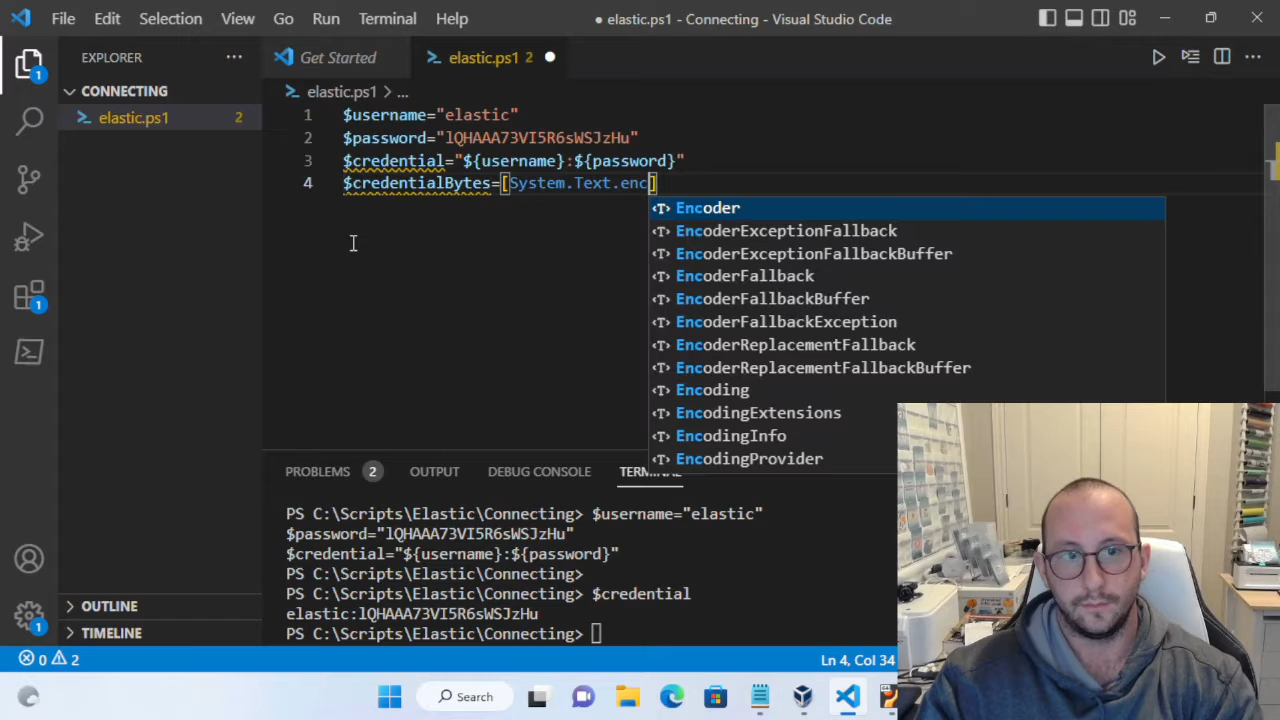 File Edit Selection View Go Run Terminal Help
● elastic.ps1 - Connecting - Visual Studio Code
EXPLORER
Get Started
elastic.ps1 2
CONNECTING
elastic.ps1 2
elastic.ps1 > ...
1 $username="elastic"
2 $password="lQHAAA73VI5R6sWSJzHu"
3 $credential="${username}:${password}"
4 $credentialBytes=[System.Text.enc]
Encoder
EncoderExceptionFallback
EncoderExceptionFallbackBuffer
EncoderFallback
EncoderFallbackBuffer
EncoderFallbackException
EncoderReplacementFallback
EncoderReplacementFallbackBuffer
Encoding
EncodingExtensions
EncodingInfo
EncodingProvider
1
1
1
PROBLEMS 2 OUTPUT DEBUG CONSOLE TERMINAL
PS C:\Scripts\Elastic\Connecting> $username="elastic"
$password="lQHAAA73VI5R6sWSJzHu"
$credential="${username}:${password}"
PS C:\Scripts\Elastic\Connecting>
PS C:\Scripts\Elastic\Connecting> $credential
elastic:lQHAAA73VI5R6sWSJzHu
PS C:\Scripts\Elastic\Connecting>
OUTLINE
TIMELINE
0 2
Ln 4, Col 34
Search